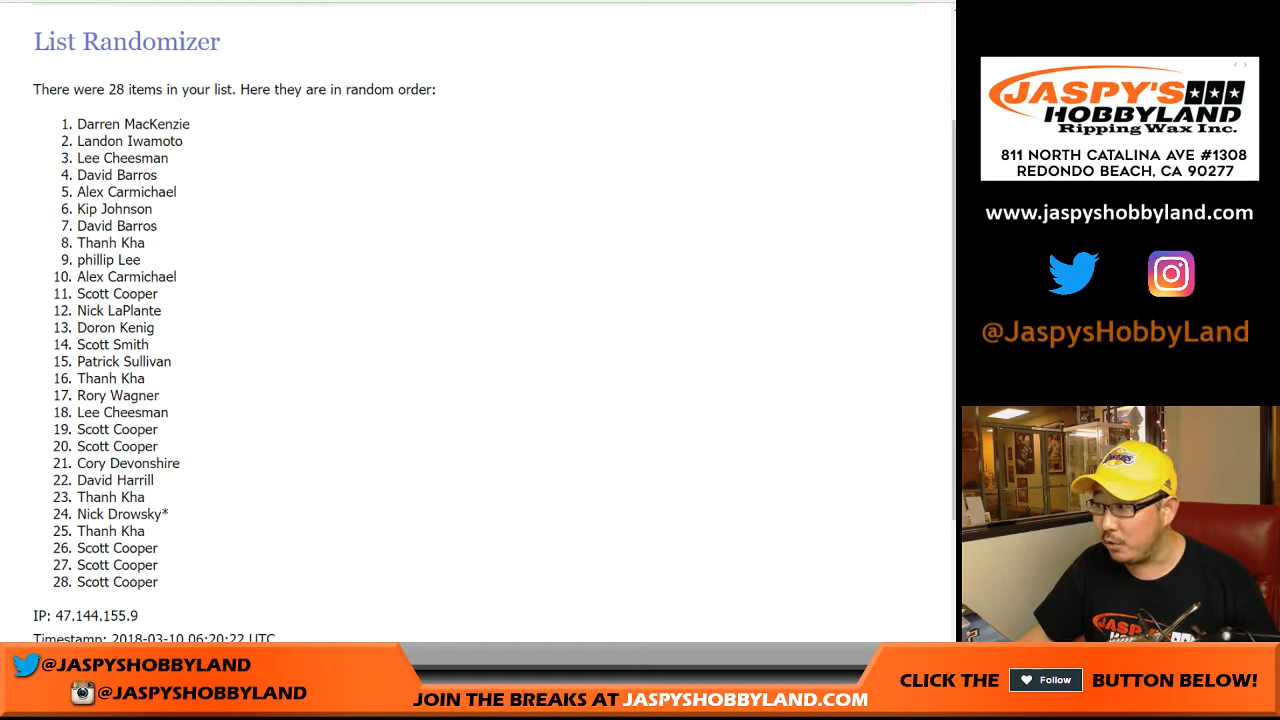 List Randomizer
There were 28 items in your list. Here they are in random order:
1. Darren MacKenzie
2. Landon Iwamoto
3. Lee Cheesman
4. David Barros
5. Alex Carmichael
6. Kip Johnson
7. David Barros
8. Thanh Kha
9. phillip Lee
10. Alex Carmichael
11. Scott Cooper
12. Nick LaPlante
13. Doron Kenig
14. Scott Smith
15. Patrick Sullivan
16. Thanh Kha
17. Rory Wagner
18. Lee Cheesman
19. Scott Cooper
20. Scott Cooper
21. Cory Devonshire
22. David Harrill
23. Thanh Kha
24. Nick Drowsky*
25. Thanh Kha
26. Scott Cooper
27. Scott Cooper
28. Scott Cooper
IP: 47.144.155.9
Timestamp: 2018-03-10 06:20:22 UTC
JASPY'S
HOBBYLAND
Ripping Wax Inc.
811 NORTH CATALINA AVE #1308
REDONDO BEACH, CA 90277
www.jaspyshobbyland.com
@JaspysHobbyLand
@JASPYSHOBBYLAND
@JASPYSHOBBYLAND
JOIN THE BREAKS AT JASPYSHOBBYLAND.COM
CLICK THE Follow BUTTON BELOW!